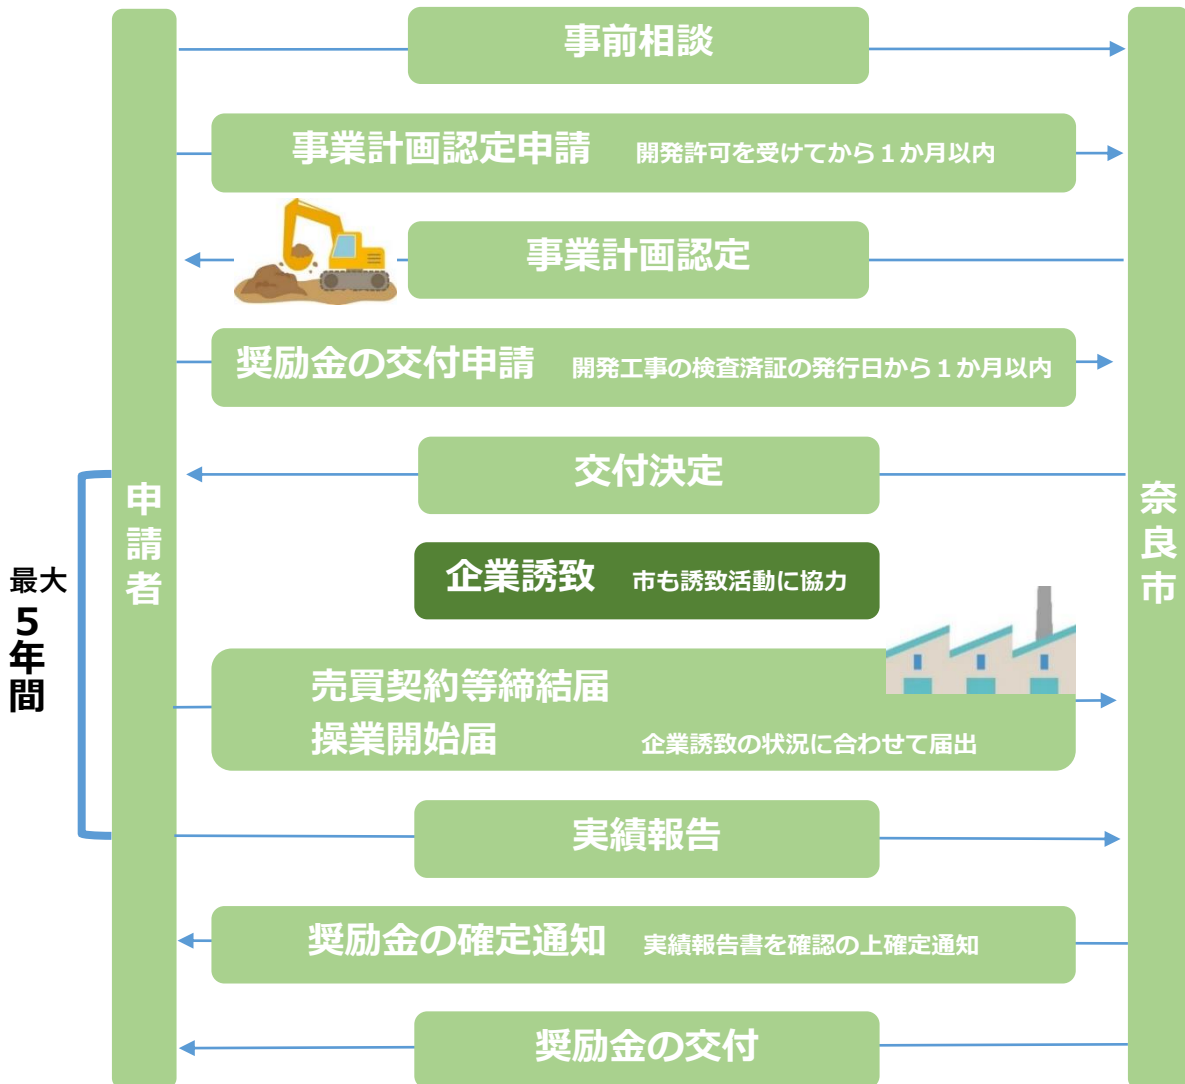 事前相談
事業計画認定申請 開発許可を受けてから１か月以内
事業計画認定
奨励金の交付申請 開発工事の検査済証の発行日から１か月以内
交付決定
申請者
奈良市
企業誘致 市も誘致活動に協力
最大
５年間
売買契約等締結届
操業開始届 企業誘致の状況に合わせて届出
実績報告
奨励金の確定通知 実績報告書を確認の上確定通知
奨励金の交付